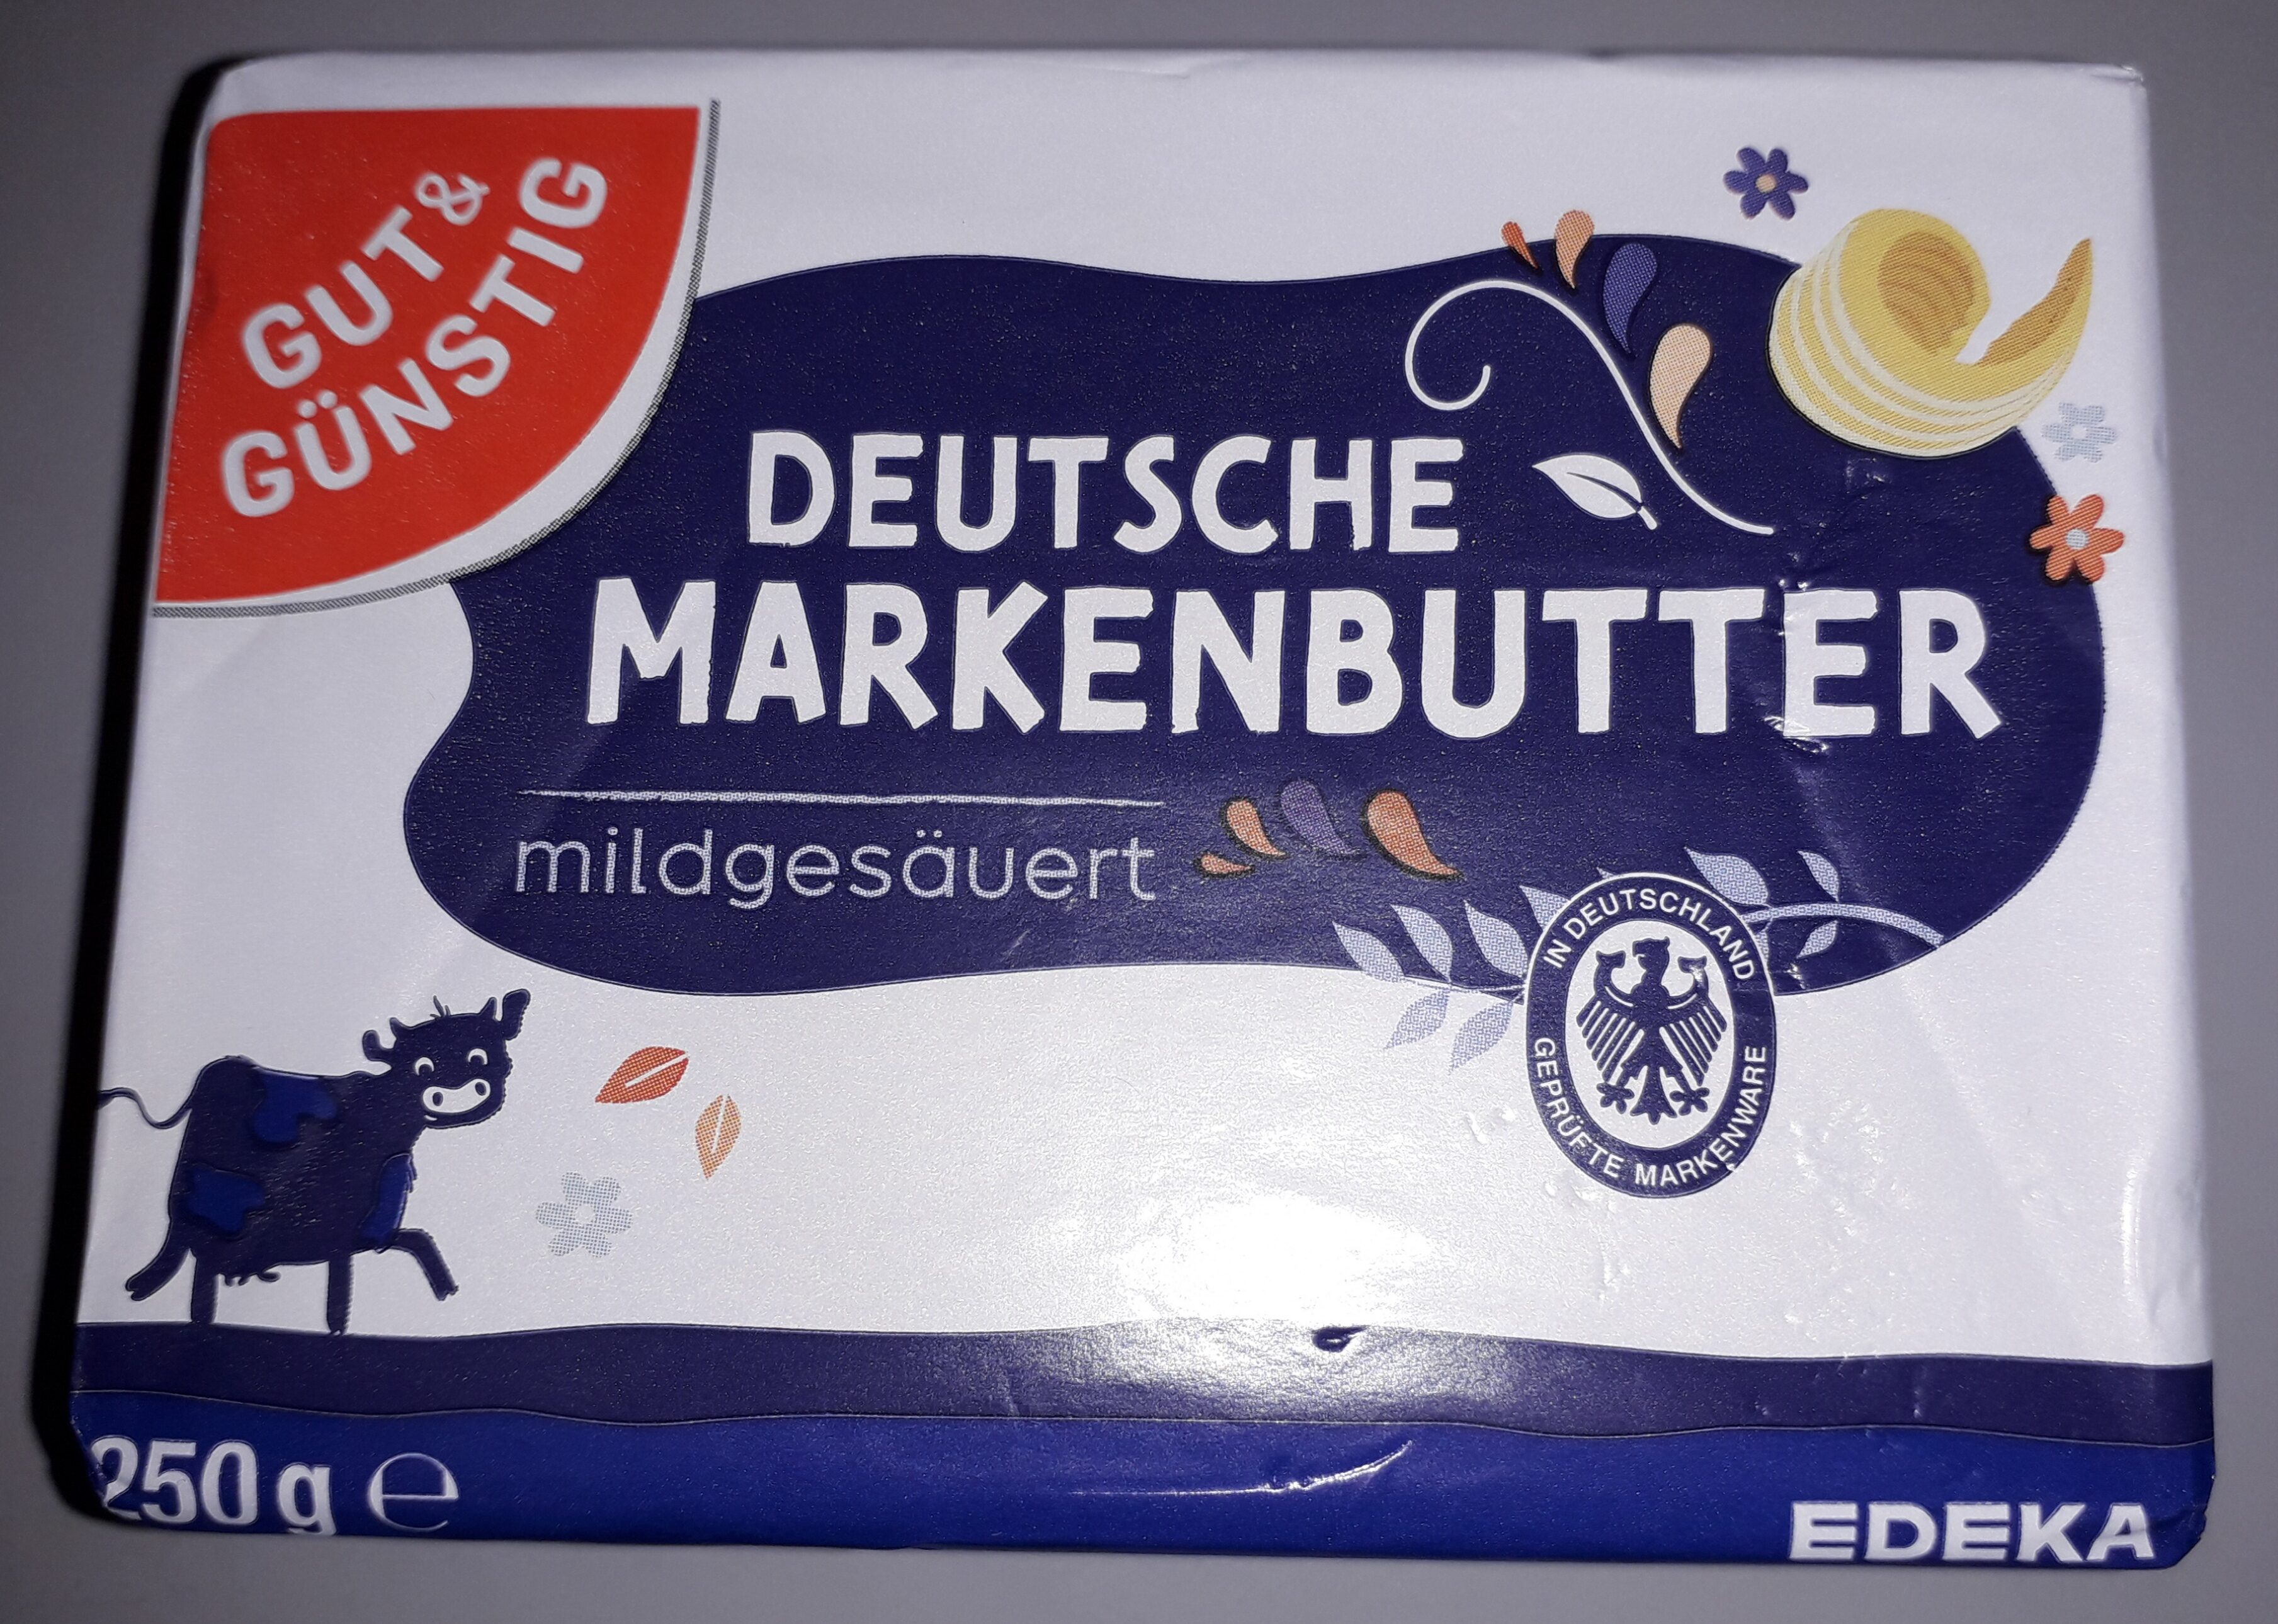 GUT &
GÜNSTIG
DEUTSCHE
MARKENBUTTER
mildgesäuert
IN DEUTSCHLAND
GEPRÜFTE MARKENWARE
250 g ℮
EDEKA